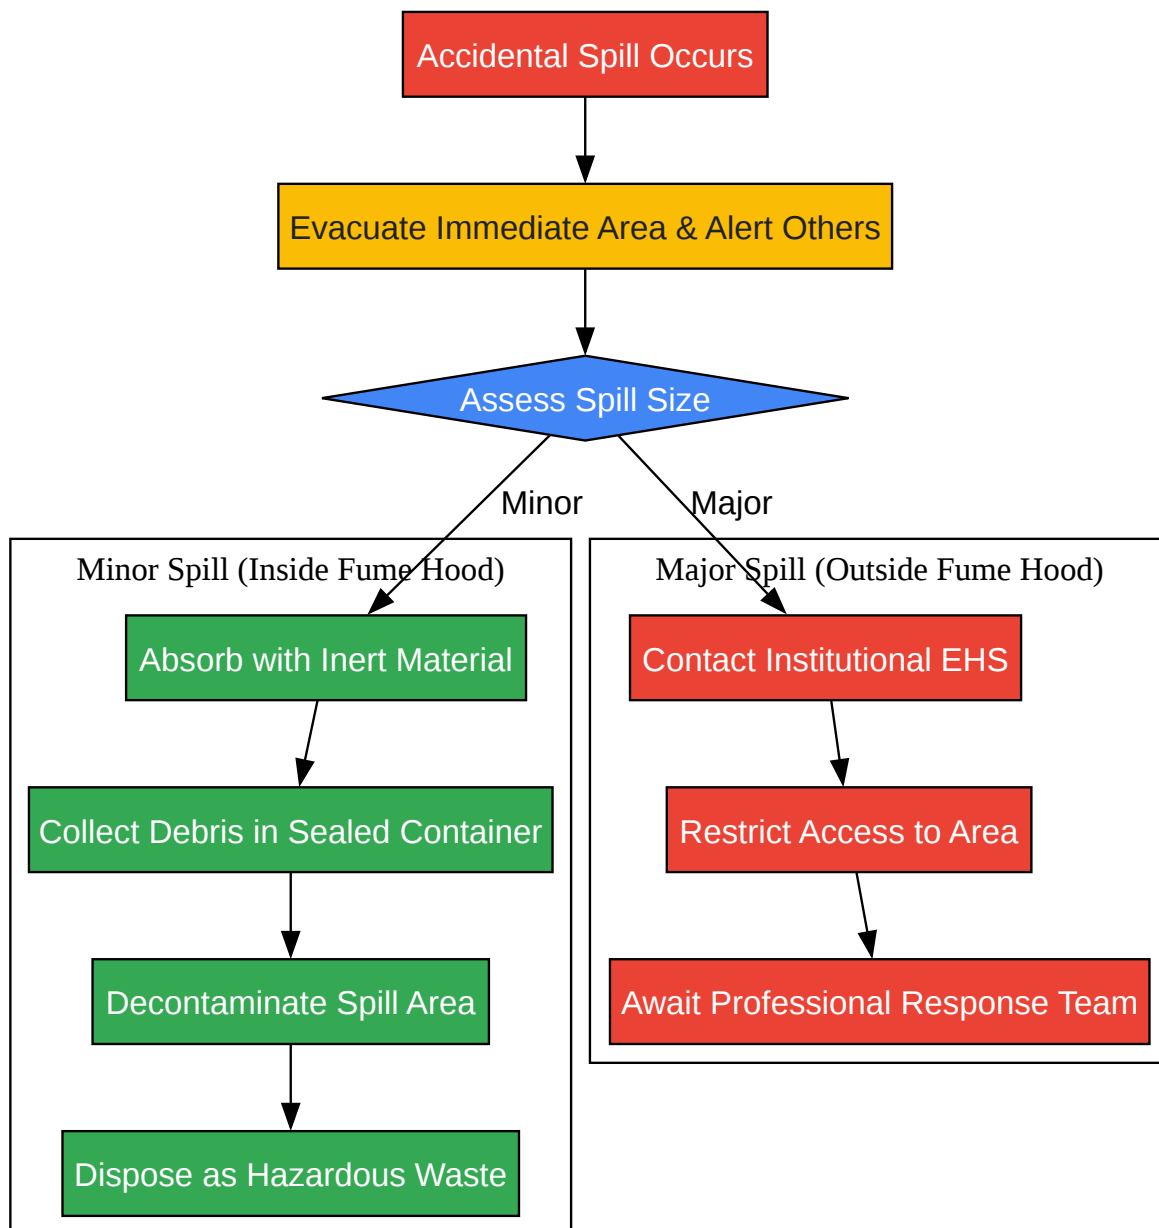 Accidental Spill Occurs
Evacuate Immediate Area & Alert Others
Assess Spill Size
Minor
Major
Minor Spill (Inside Fume Hood)
Absorb with Inert Material
Collect Debris in Sealed Container
Decontaminate Spill Area
Dispose as Hazardous Waste
Major Spill (Outside Fume Hood)
Contact Institutional EHS
Restrict Access to Area
Await Professional Response Team